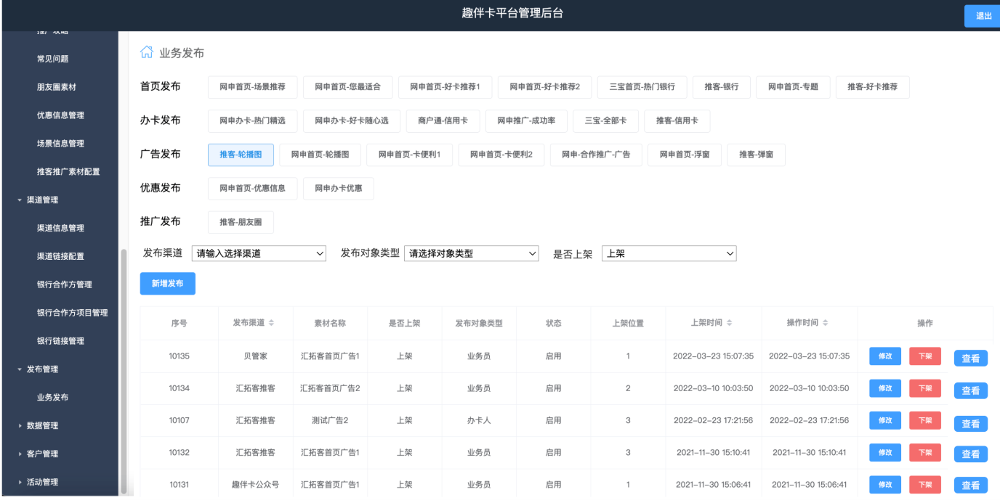 趣伴卡平台管理后台
退出
常见问题
朋友圈素材
优惠信息管理
场景信息管理
推客推广素材配置
渠道管理
渠道信息管理
渠道链接配置
银行合作方管理
银行合作方项目管理
银行链接管理
发布管理
业务发布
数据管理
客户管理
活动管理
业务发布
首页发布 网申首页-场景推荐 网申首页-您最适合 网申首页-好卡推荐1 网申首页-好卡推荐2 三宝首页-热门银行 推客-银行 网申首页-专题 推客-好卡推荐
办卡发布 网申办卡-热门精选 网申办卡-好卡随心选 商户通-信用卡 网申推广-成功率 三宝-全部卡 推客-信用卡
广告发布 推客-轮播图 网申首页-轮播图 网申首页-卡便利1 网申首页-卡便利2 网申-合作推广-广告 网申首页-浮窗 推客-弹窗
优惠发布 网申首页-优惠信息 网申办卡优惠
推广发布 推客-朋友圈
发布渠道 请输入选择渠道 发布对象类型 请选择对象类型 是否上架 上架
新增发布
序号 发布渠道 素材名称 是否上架 发布对象类型 状态 上架位置 上架时间 操作时间 操作
10135 贝管家 汇拓客首页广告1 上架 业务员 启用 1 2022-03-23 15:07:35 2022-03-23 15:07:35 修改 下架 查看
10134 汇拓客推客 汇拓客首页广告2 上架 业务员 启用 2 2022-03-10 10:03:50 2022-03-10 10:03:50 修改 下架 查看
10107 汇拓客推客 测试广告2 上架 办卡人 启用 3 2022-02-23 17:21:56 2022-02-23 17:21:56 修改 下架 查看
10132 汇拓客推客 汇拓客首页广告1 上架 业务员 启用 3 2021-11-30 15:10:41 2021-11-30 15:10:41 修改 下架 查看
10131 趣伴卡公众号 汇拓客首页广告1 上架 业务员 启用 1 2021-11-30 15:06:41 2021-11-30 15:06:41 修改 下架 查看